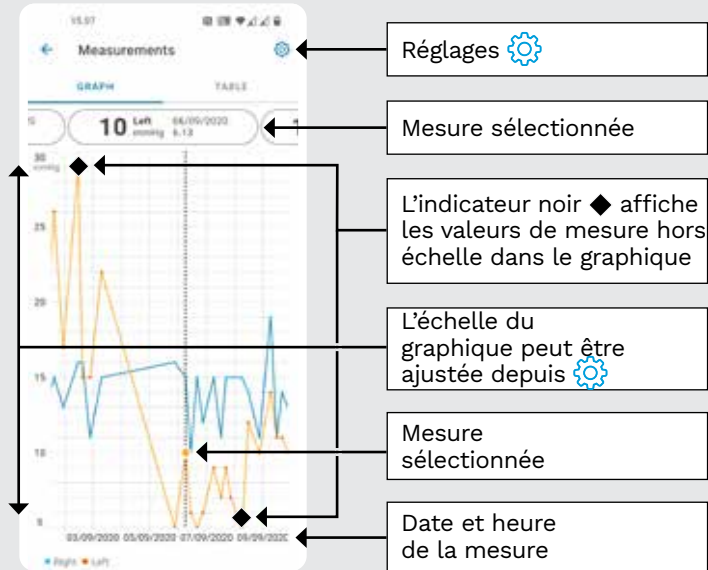 15.07
Measurements
GRAPH
TABLE
10 Left mmHg 06/09/2020 6.13
30
mmHg
25
20
15
10
5
03/09/2020 05/09/2020 07/09/2020 09/09/2020
Right Left
Réglages
Mesure sélectionnée
L'indicateur noir ◆ affiche
les valeurs de mesure hors
échelle dans le graphique
L'échelle du
graphique peut être
ajustée depuis
Mesure
sélectionnée
Date et heure
de la mesure